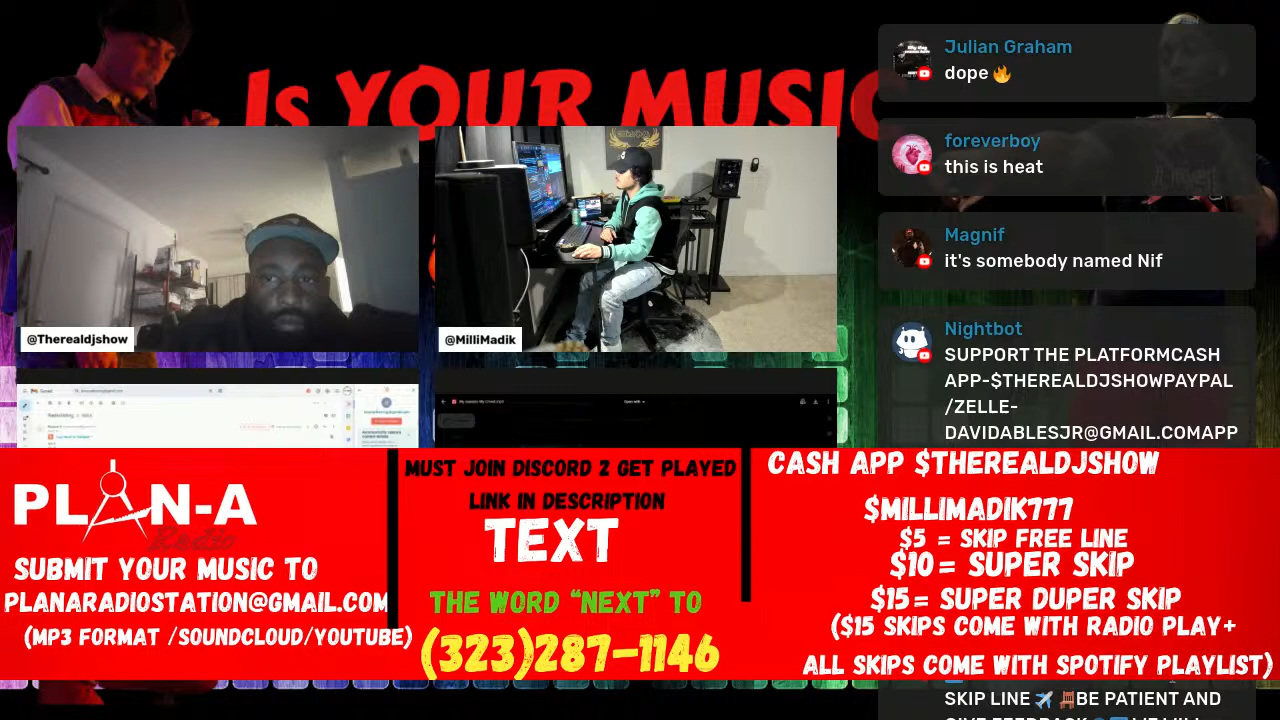 Is YOUR MUSIC
@Therealdjshow
@MilliMadik
Julian Graham
dope 🔥
foreverboy
this is heat
Magnif
it's somebody named Nif
Nightbot
SUPPORT THE PLATFORMCASH
APP-$THEREALDJSHOWPAYPAL
/ZELLE-
DAVIDABLESJR@GMAIL.COMAPP
PLAN-A
Radio
SUBMIT YOUR MUSIC TO
PLANARADIOSTATION@GMAIL.COM
(MP3 FORMAT /SOUNDCLOUD/YOUTUBE)
MUST JOIN DISCORD 2 GET PLAYED
LINK IN DESCRIPTION
TEXT
THE WORD “NEXT” TO
(323)287-1146
CASH APP $THEREALDJSHOW
$MILLIMADIK777
$5 = SKIP FREE LINE
$10 = SUPER SKIP
$15= SUPER DUPER SKIP
($15 SKIPS COME WITH RADIO PLAY+
ALL SKIPS COME WITH SPOTIFY PLAYLIST)
SKIP LINE ✈️ 🪑BE PATIENT AND